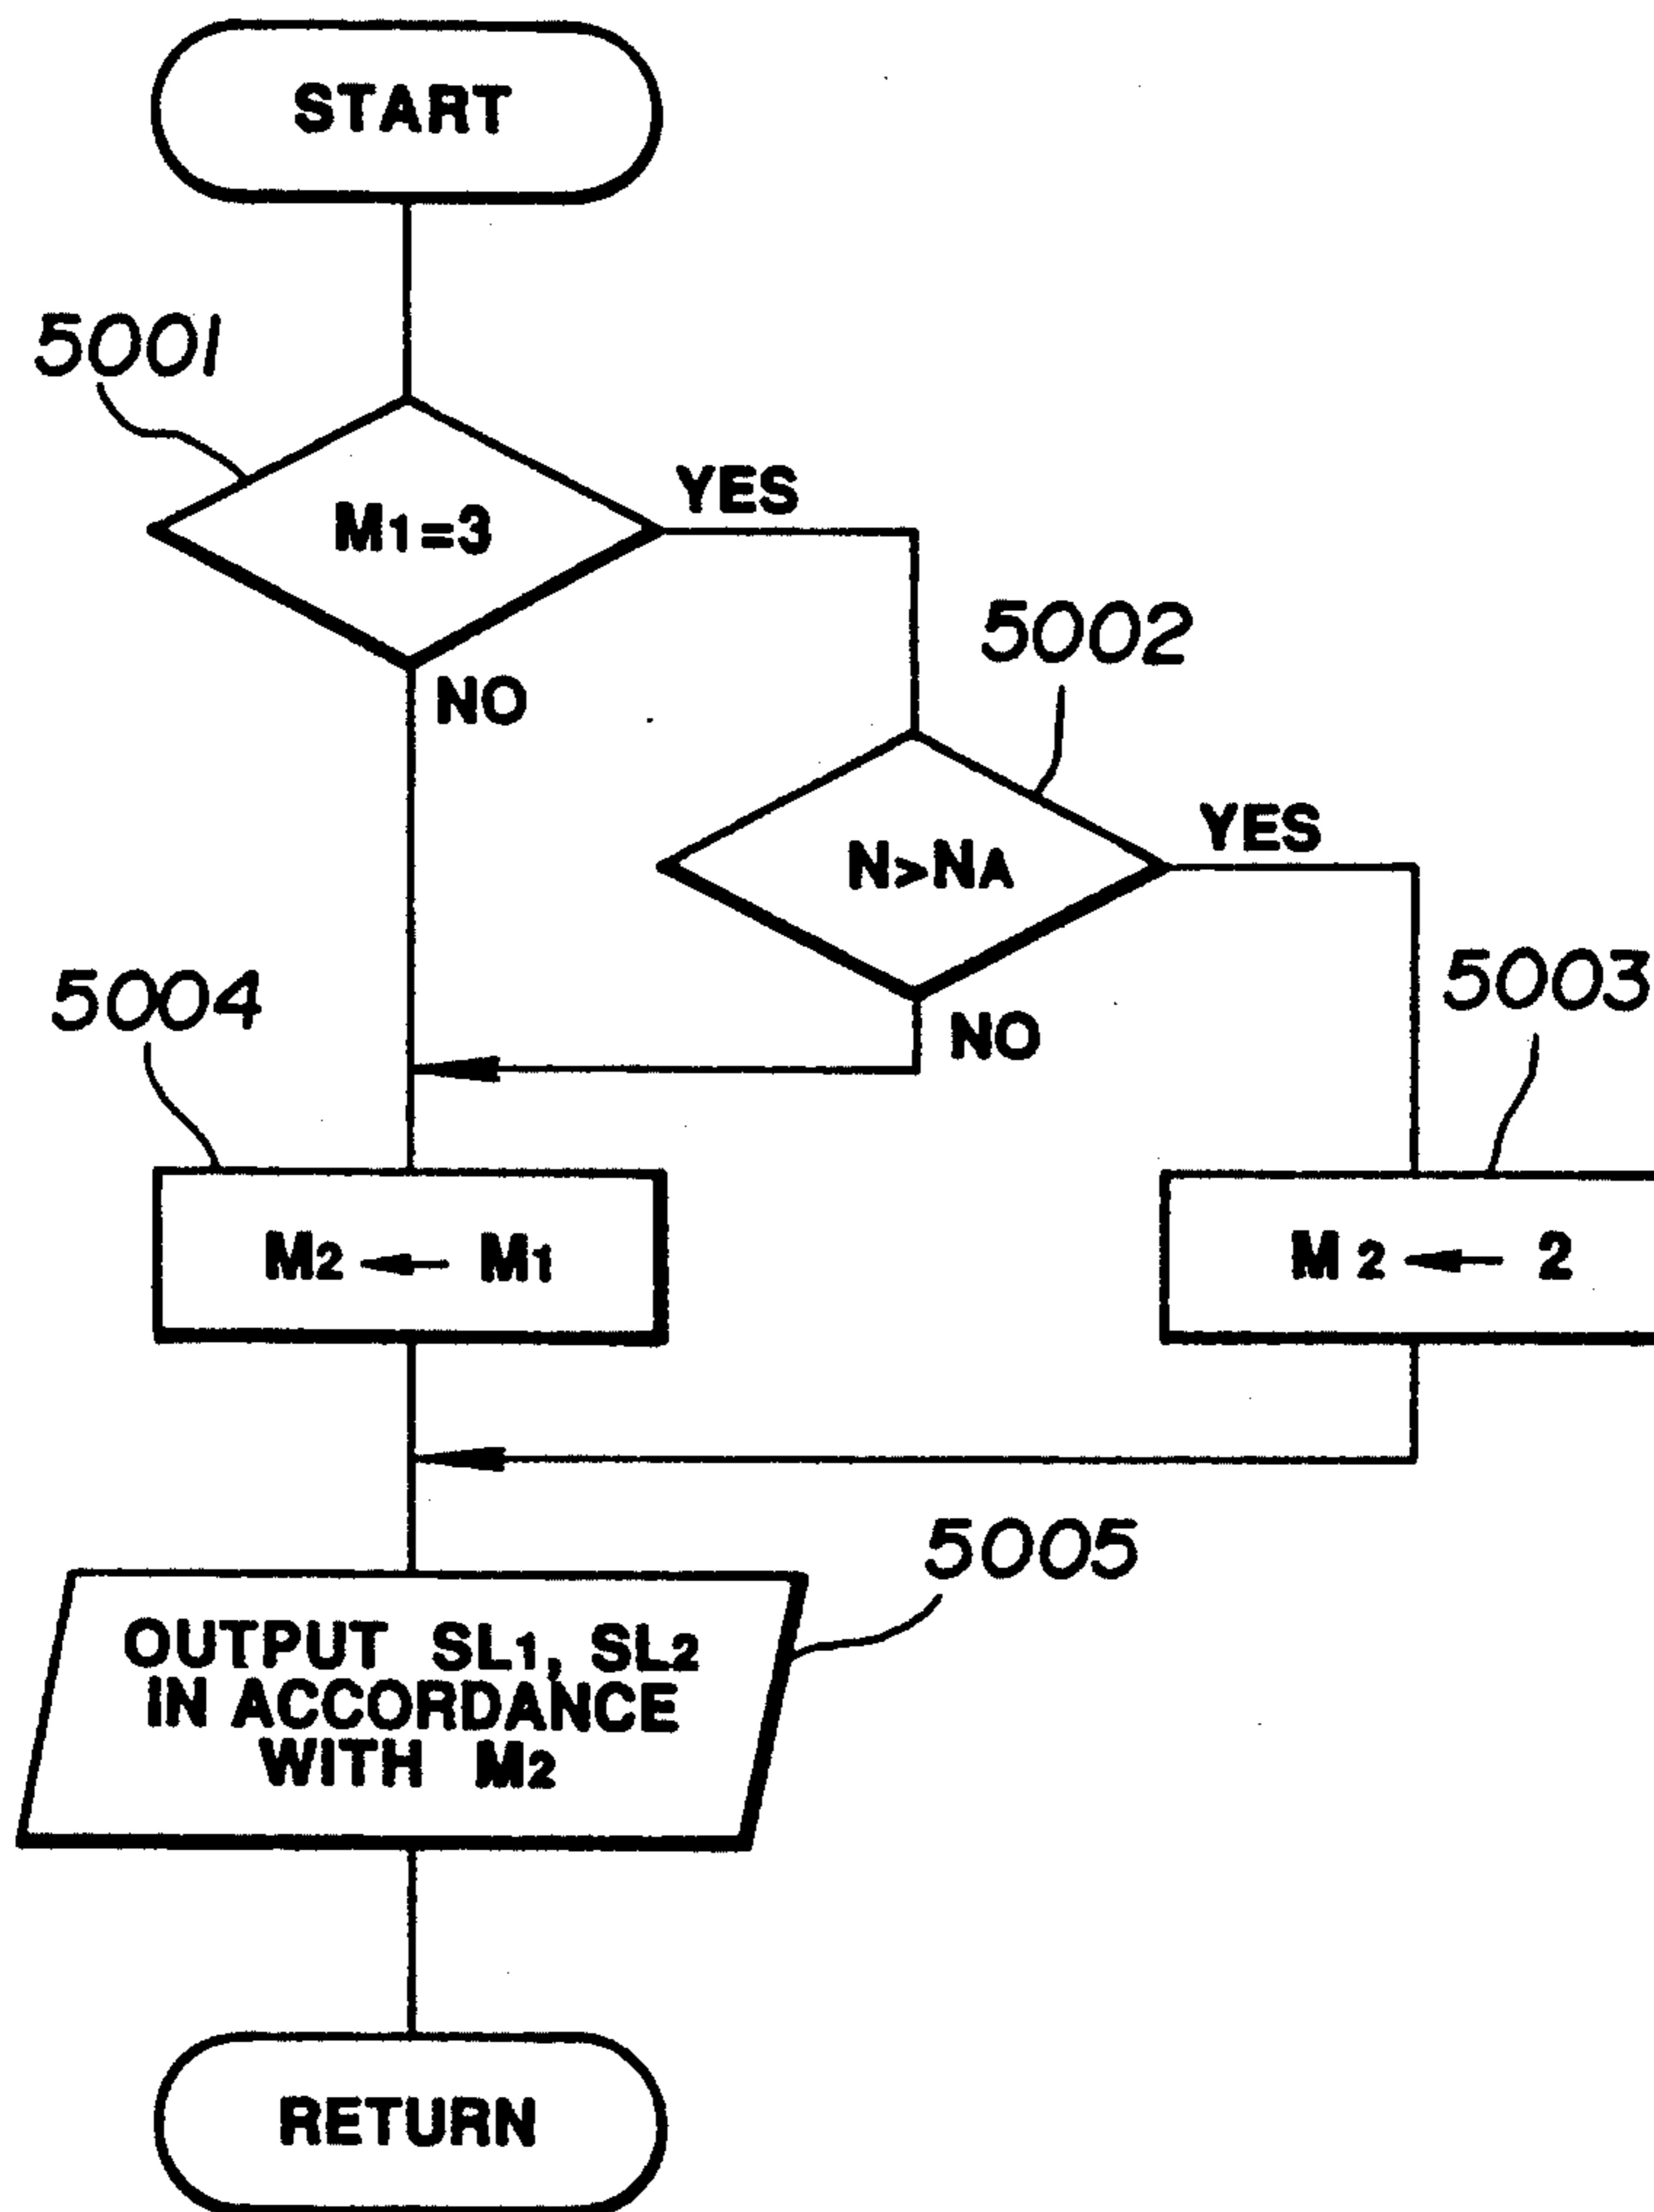 START
5001
M1=3
YES
NO
5002
N>NA
YES
NO
5003
5004
M2 ← M1
M2 ← 2
5005
OUTPUT SL1, SL2
IN ACCORDANCE
WITH M2
RETURN